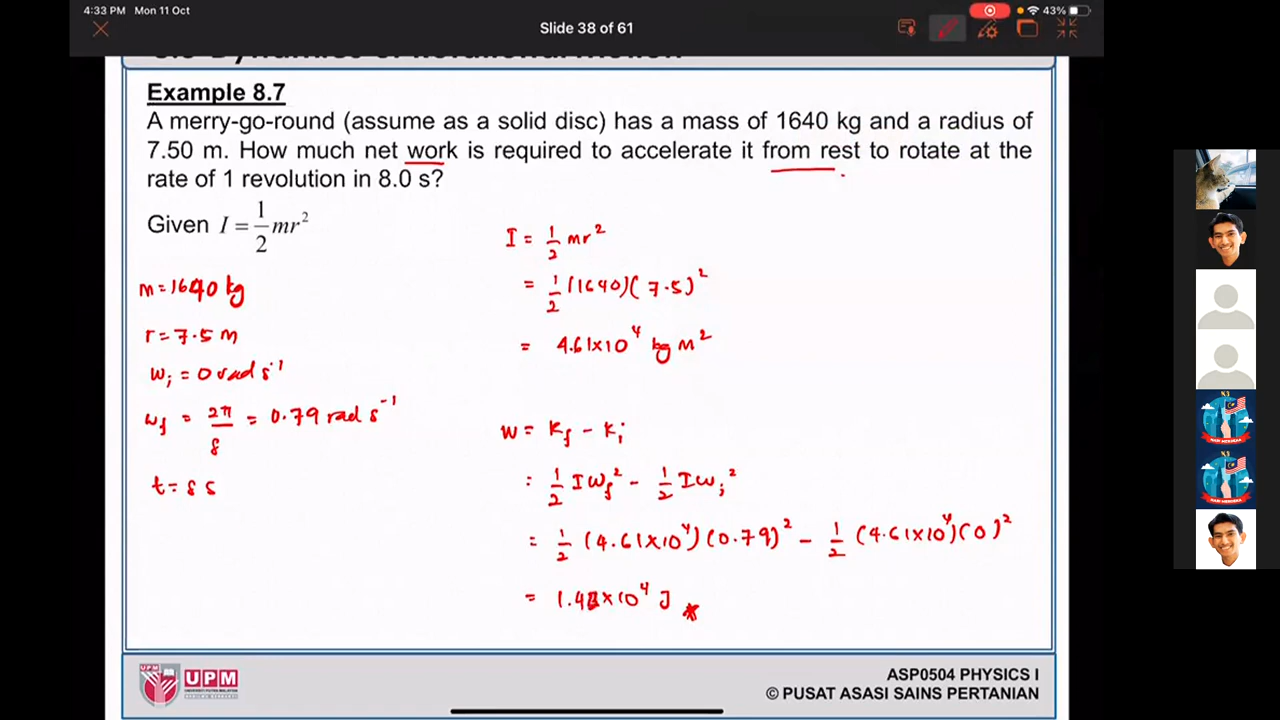 4:33 PM Mon 11 Oct
43%
Slide 38 of 61
Example 8.7
A merry-go-round (assume as a solid disc) has a mass of 1640 kg and a radius of
7.50 m. How much net work is required to accelerate it from rest to rotate at the
rate of 1 revolution in 8.0 s?
Given I = 1/2 mr²
m = 1640 kg
r = 7.5 m
ωi = 0 rad s⁻¹
ωf = 2π/8 = 0.79 rad s⁻¹
t = 8 s
I = 1/2 mr²
= 1/2 (1640)(7.5)²
= 4.61×10⁴ kg m²
W = Kf - Ki
= 1/2 Iωf² - 1/2 Iωi²
= 1/2 (4.61×10⁴)(0.79)² - 1/2 (4.61×10⁴)(0)²
UPM
UPM
ASP0504 PHYSICS I
© PUSAT ASASI SAINS PERTANIAN